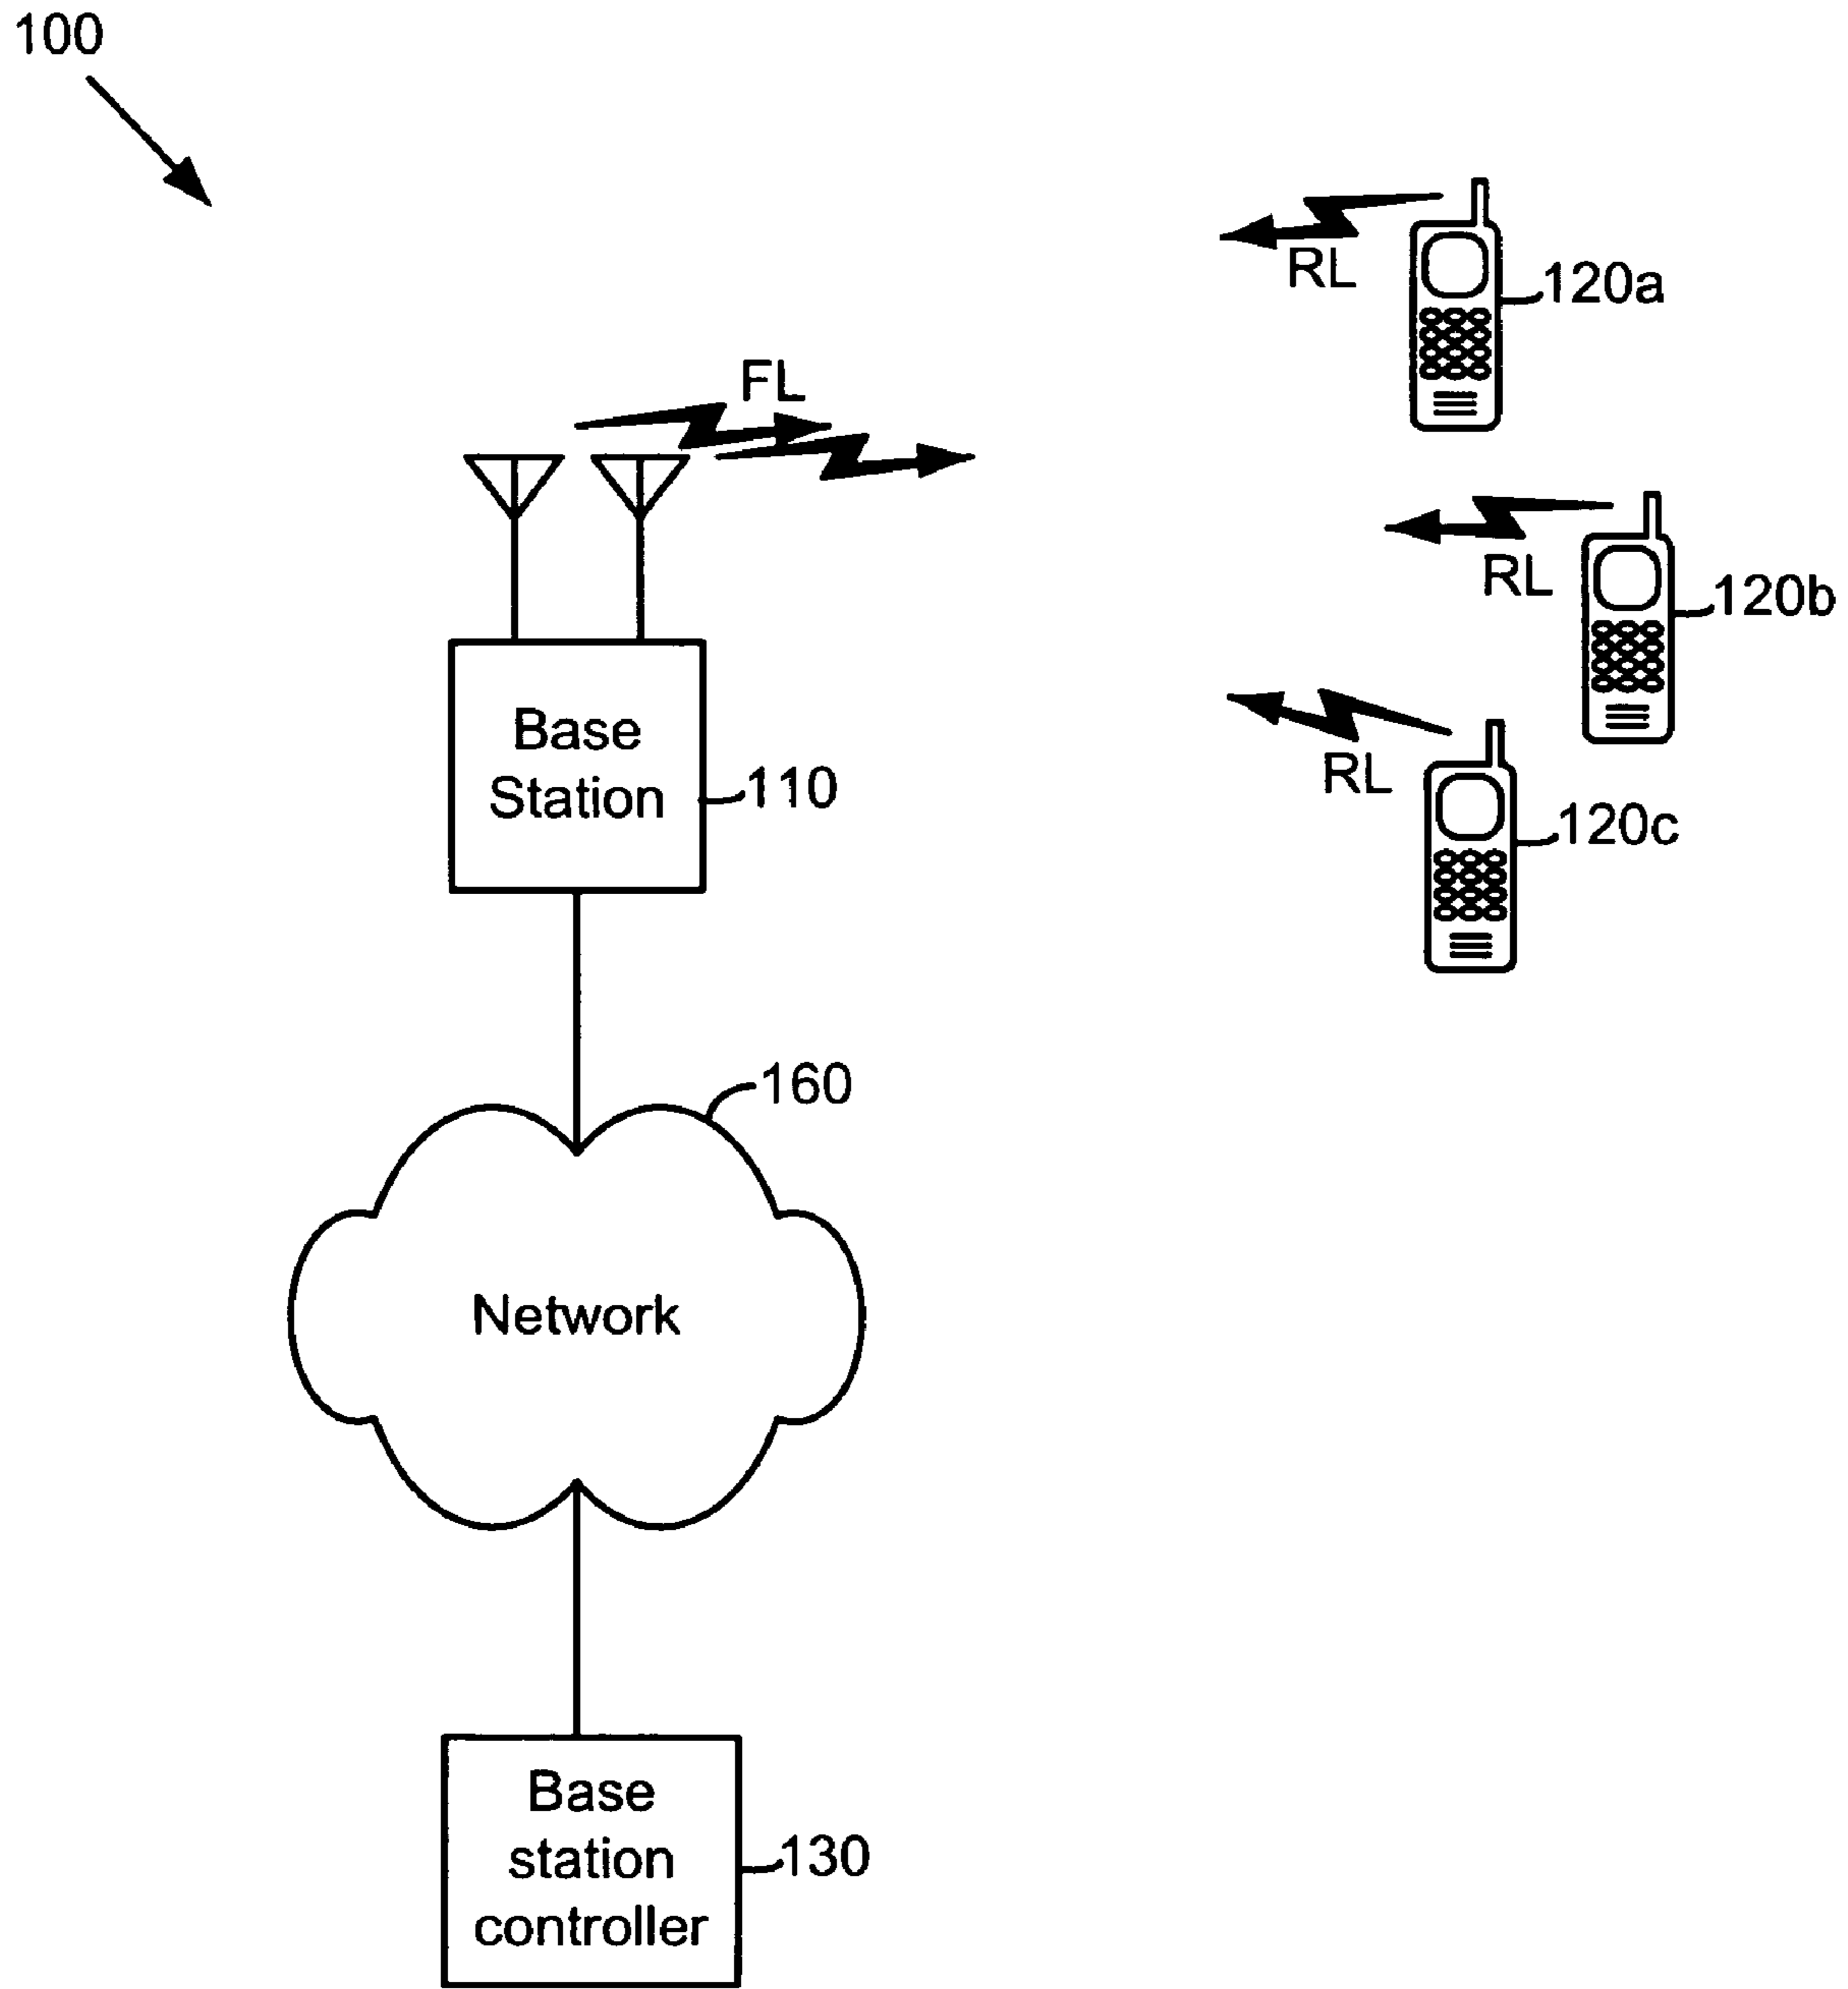 100
RL
120a
FL
RL
120b
Base
Station
110
RL
120c
160
Network
Base
station
controller
130